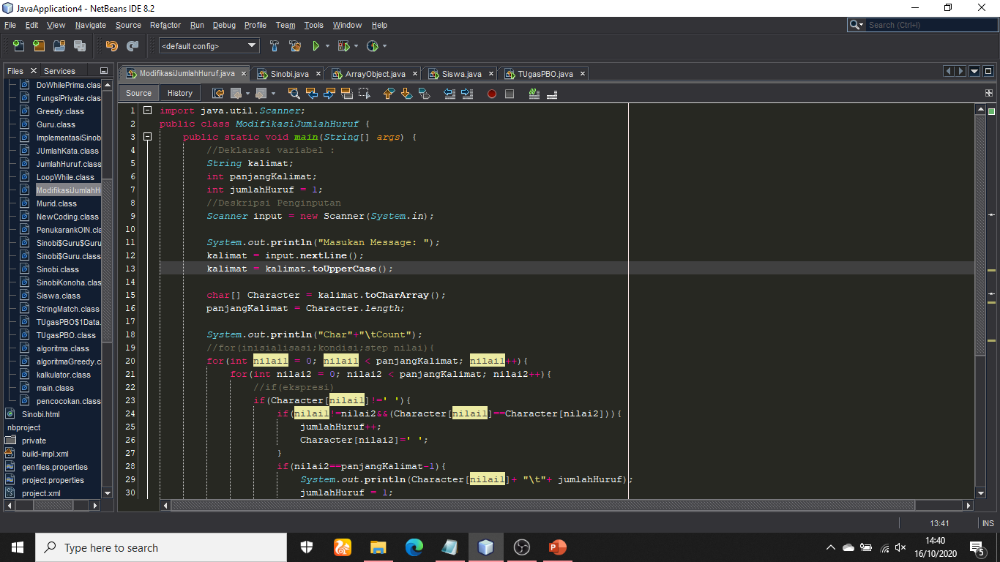 JavaApplication4 - NetBeans IDE 8.2
File Edit View Navigate Source Refactor Run Debug Profile Team Tools Window Help
Search (Ctrl+I)
<default config>
Files Services
ModifikasiJumlahHuruf.java Sinobi.java ArrayObject.java Siswa.java TUgasPBO.java
Source History
DoWhilePrima.clas
FungsiPrivate.class
Greedy.class
Guru.class
ImplementasiSinob
JUmlahKata.class
JumlahHuruf.class
LoopWhile.class
ModifikasiJumlahH
Murid.class
NewCoding.class
PenukarankOIN.cla
Sinobi$Guru$Guru
Sinobi$Guru.class
Sinobi.class
SinobiKonoha.clas
Siswa.class
StringMatch.class
TUgasPBO$1Data.
TUgasPBO.class
algoritma.class
algoritmaGreedy.c
kalkulator.class
main.class
pencocokan.class
Sinobi.html
nbproject
private
build-impl.xml
genfiles.properties
project.properties
project.xml
1 import java.util.Scanner;
2 public class ModifikasiJumlahHuruf {
3 public static void main(String[] args) {
4 //Deklarasi variabel :
5 String kalimat;
6 int panjangKalimat;
7 int jumlahHuruf = 1;
8 //Deskripsi Penginputan
9 Scanner input = new Scanner(System.in);
10
11 System.out.println("Masukan Message: ");
12 kalimat = input.nextLine();
13 kalimat = kalimat.toUpperCase();
14
15 char[] Character = kalimat.toCharArray();
16 panjangKalimat = Character.length;
17
18 System.out.println("Char"+"\tCount");
19 //for(inisialisasi;kondisi;step nilai){
20 for(int nilai1 = 0; nilai1 < panjangKalimat; nilai1++){
21 for(int nilai2 = 0; nilai2 < panjangKalimat; nilai2++){
22 //if(ekspresi)
23 if(Character[nilai1]!=' '){
24 if(nilai1!=nilai2&&(Character[nilai1]==Character[nilai2])){
25 jumlahHuruf++;
26 Character[nilai2]=' ';
27 }
28 if(nilai2==panjangKalimat-1){
29 System.out.println(Character[nilai1]+ "\t"+ jumlahHuruf);
30 jumlahHuruf = 1;
13:41 INS
Type here to search
14:40
16/10/2020
5